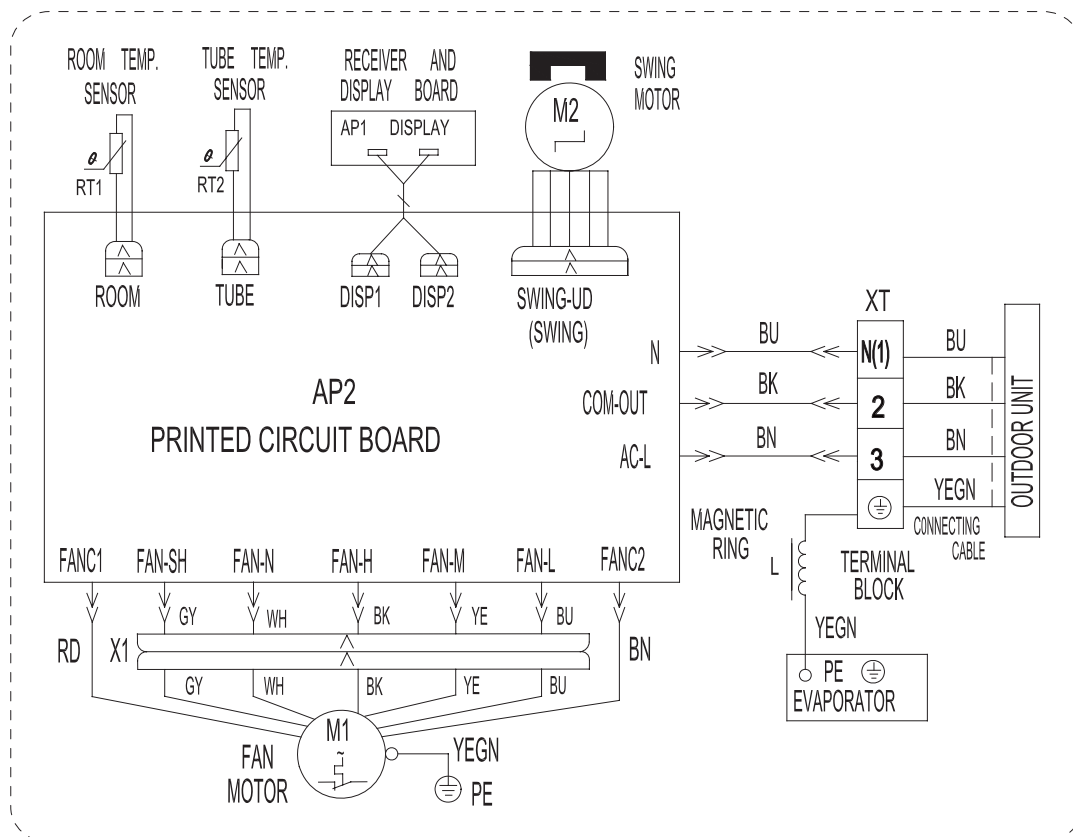 ROOM TEMP.
SENSOR
TUBE TEMP.
SENSOR
RECEIVER AND
DISPLAY BOARD
SWING
MOTOR
AP1 DISPLAY
M2
θ
RT1
θ
RT2
ROOM
TUBE
DISP1
DISP2
SWING-UD
(SWING)
XT
N
BU
N(1)
BU
AP2
PRINTED CIRCUIT BOARD
COM-OUT
BK
2
BK
AC-L
BN
3
BN
YEGN
OUTDOOR UNIT
CONNECTING
CABLE
MAGNETIC
RING
L
TERMINAL
BLOCK
YEGN
PE
EVAPORATOR
FANC1
FAN-SH
FAN-N
FAN-H
FAN-M
FAN-L
FANC2
GY
WH
BK
YE
BU
RD
X1
BN
GY
WH
BK
YE
BU
M1
~
FAN
MOTOR
YEGN
PE